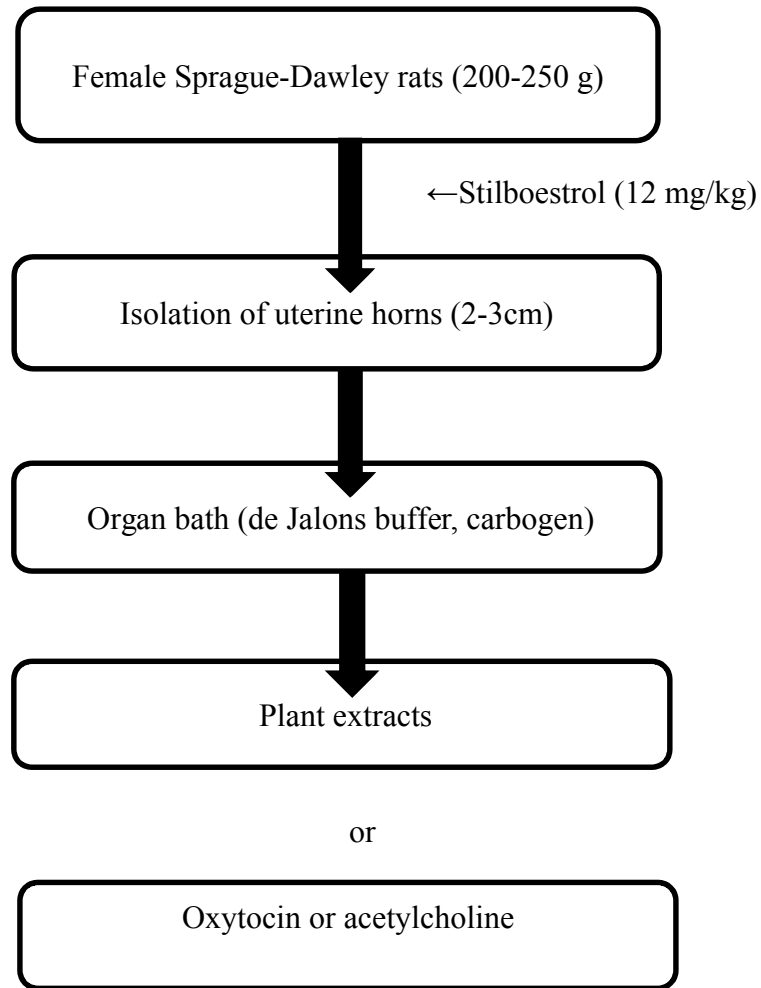 Female Sprague-Dawley rats (200-250 g)
←Stilboestrol (12 mg/kg)
Isolation of uterine horns (2-3cm)
Organ bath (de Jalons buffer, carbogen)
Plant extracts
or
Oxytocin or acetylcholine